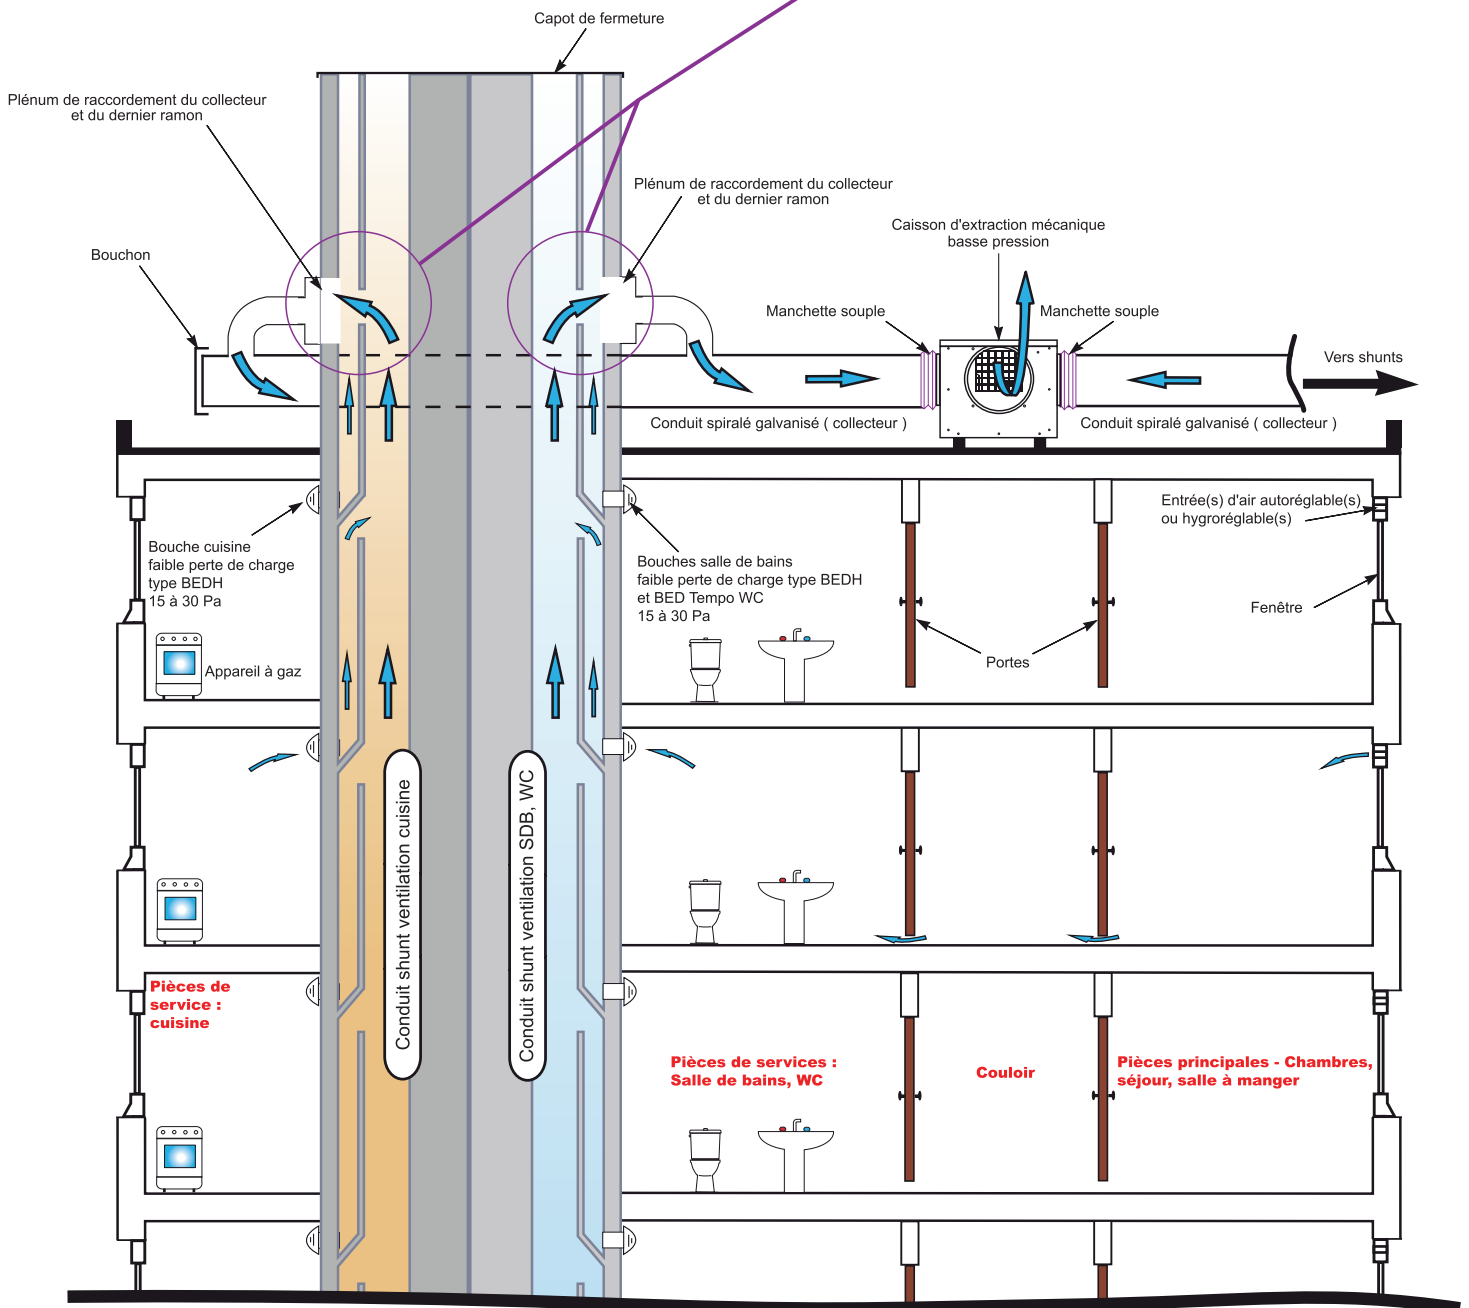 Capot de fermeture
Plénum de raccordement du collecteur
et du dernier ramon
Plénum de raccordement du collecteur
et du dernier ramon
Caisson d'extraction mécanique
basse pression
Bouchon
Manchette souple
Manchette souple
Vers shunts
Conduit spiralé galvanisé ( collecteur )
Conduit spiralé galvanisé ( collecteur )
Entrée(s) d'air autoréglable(s)
ou hygroréglable(s)
Bouche cuisine
faible perte de charge
type BEDH
15 à 30 Pa
Bouches salle de bains
faible perte de charge type BEDH
et BED Tempo WC
15 à 30 Pa
Fenêtre
Portes
Appareil à gaz
Conduit shunt ventilation cuisine
Conduit shunt ventilation SDB, WC
Pièces de
service :
cuisine
Pièces de services :
Salle de bains, WC
Couloir
Pièces principales - Chambres,
séjour, salle à manger